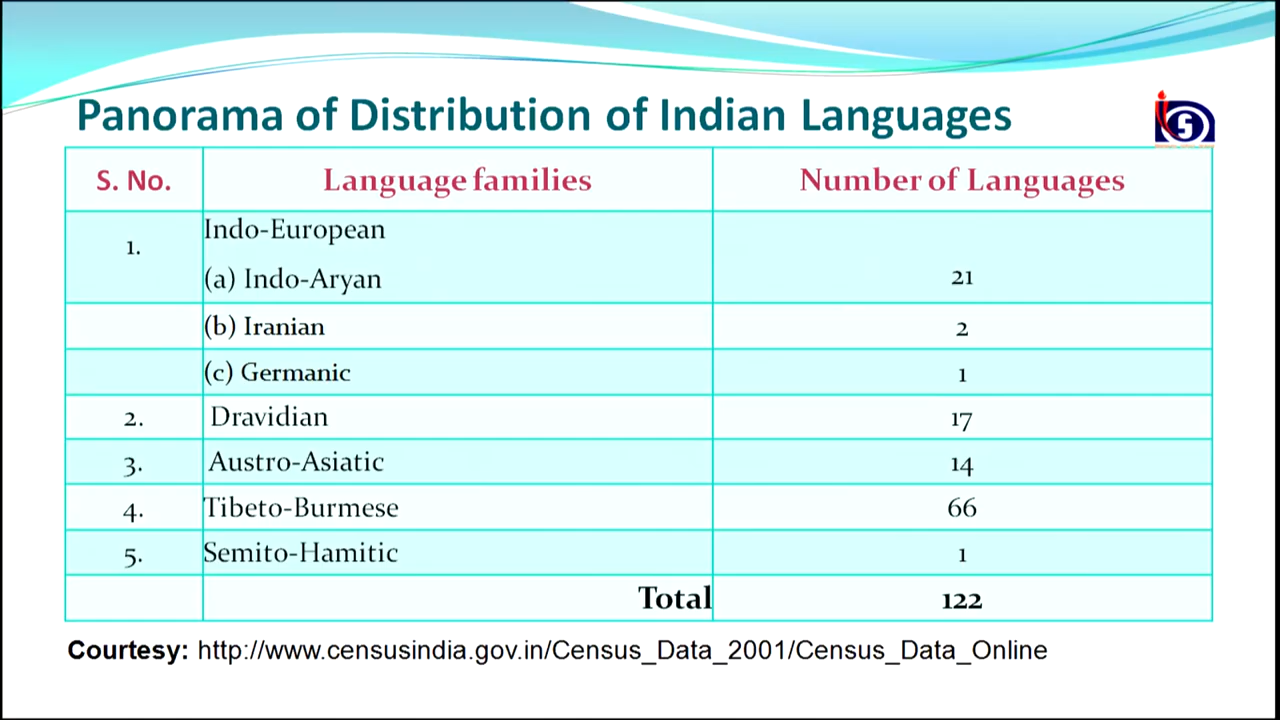 Panorama of Distribution of Indian Languages
S. No. Language families Number of Languages
1. Indo-European
(a) Indo-Aryan 21
(b) Iranian 2
(c) Germanic 1
2. Dravidian 17
3. Austro-Asiatic 14
4. Tibeto-Burmese 66
5. Semito-Hamitic 1
Total 122
Courtesy: http://www.censusindia.gov.in/Census_Data_2001/Census_Data_Online